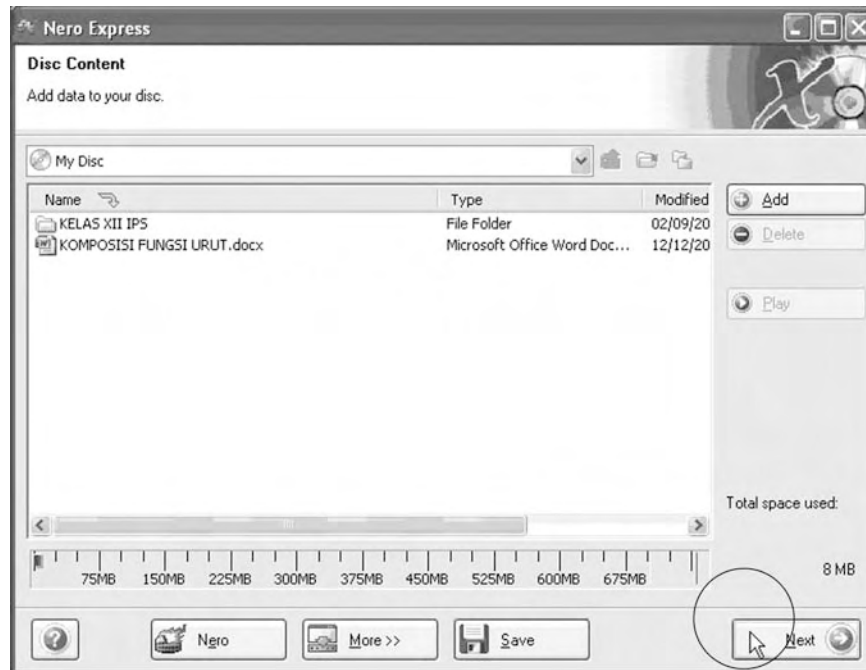 Nero Express
Disc Content
Add data to your disc.
My Disc
Name Type Modified
KELAS XII IPS File Folder 02/09/20
KOMPOSISI FUNGSI URUT.docx Microsoft Office Word Doc... 12/12/20
Add
Delete
Play
Total space used:
8 MB
75MB 150MB 225MB 300MB 375MB 450MB 525MB 600MB 675MB
Nero More >> Save Next